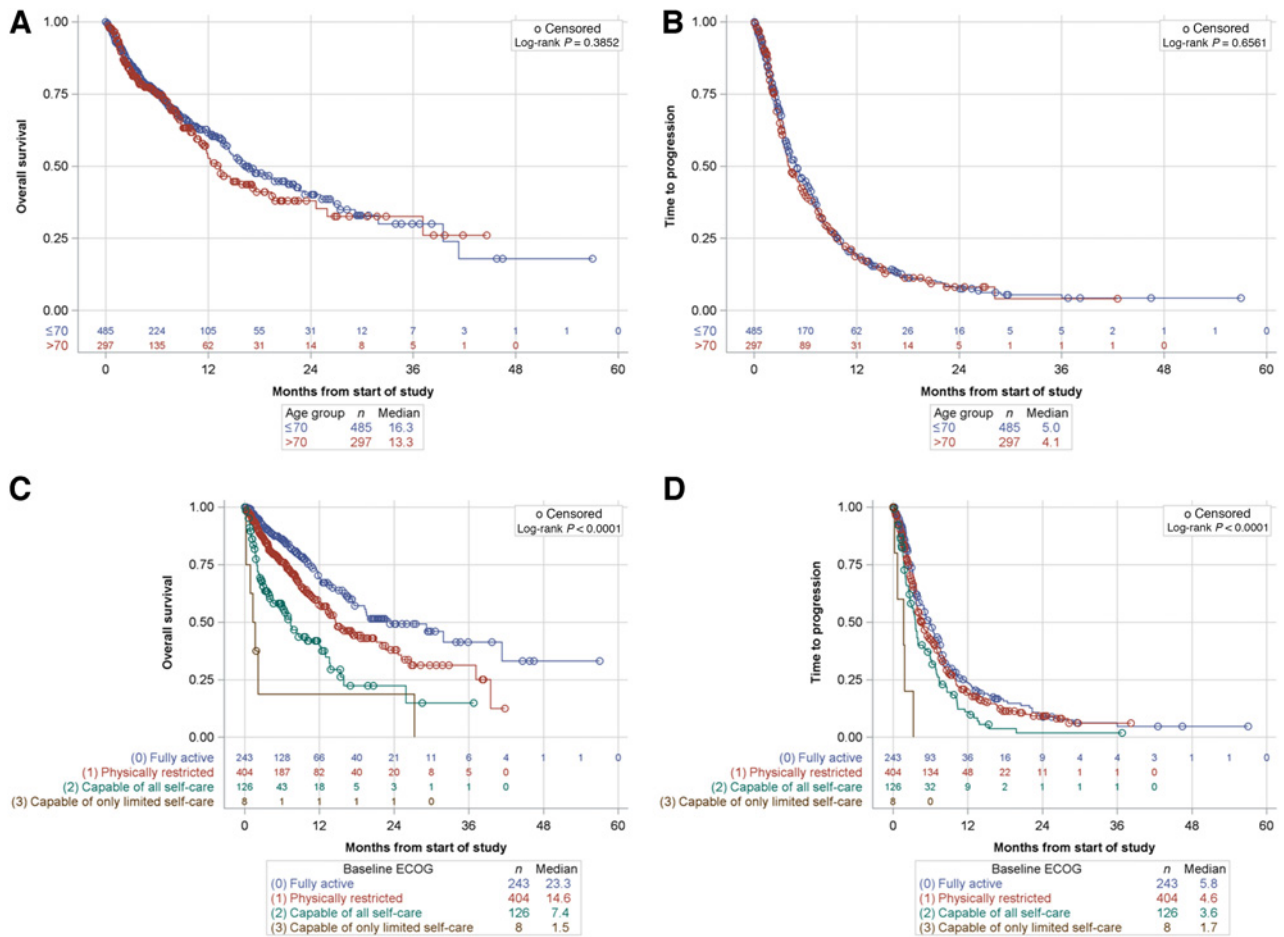 A
o Censored
Log-rank P = 0.3852
Overall survival
1.00
0.75
0.50
0.25
0.00
≤70 485 224 105 55 31 12 7 3 1 1 0
>70 297 135 62 31 14 8 5 1 0
0 12 24 36 48 60
Months from start of study
Age group n Median
≤70 485 16.3
>70 297 13.3
B
o Censored
Log-rank P = 0.6561
Time to progression
1.00
0.75
0.50
0.25
0.00
≤70 485 170 62 26 16 5 5 2 1 1 0
>70 297 89 31 14 5 1 1 1 0
0 12 24 36 48 60
Months from start of study
Age group n Median
≤70 485 5.0
>70 297 4.1
C
o Censored
Log-rank P < 0.0001
Overall survival
1.00
0.75
0.50
0.25
0.00
(0) Fully active 243 128 66 40 21 11 6 4 1 1 0
(1) Physically restricted 404 187 82 40 20 8 5 0
(2) Capable of all self-care 126 43 18 5 3 1 1 0
(3) Capable of only limited self-care 8 1 1 1 1 0
0 12 24 36 48 60
Months from start of study
Baseline ECOG n Median
(0) Fully active 243 23.3
(1) Physically restricted 404 14.6
(2) Capable of all self-care 126 7.4
(3) Capable of only limited self-care 8 1.5
D
o Censored
Log-rank P < 0.0001
Time to progression
1.00
0.75
0.50
0.25
0.00
(0) Fully active 243 93 36 16 9 4 4 3 1 1 0
(1) Physically restricted 404 134 48 22 11 1 1 0
(2) Capable of all self-care 126 32 9 2 1 1 1 0
(3) Capable of only limited self-care 8 0
0 12 24 36 48 60
Months from start of study
Baseline ECOG n Median
(0) Fully active 243 5.8
(1) Physically restricted 404 4.6
(2) Capable of all self-care 126 3.6
(3) Capable of only limited self-care 8 1.7